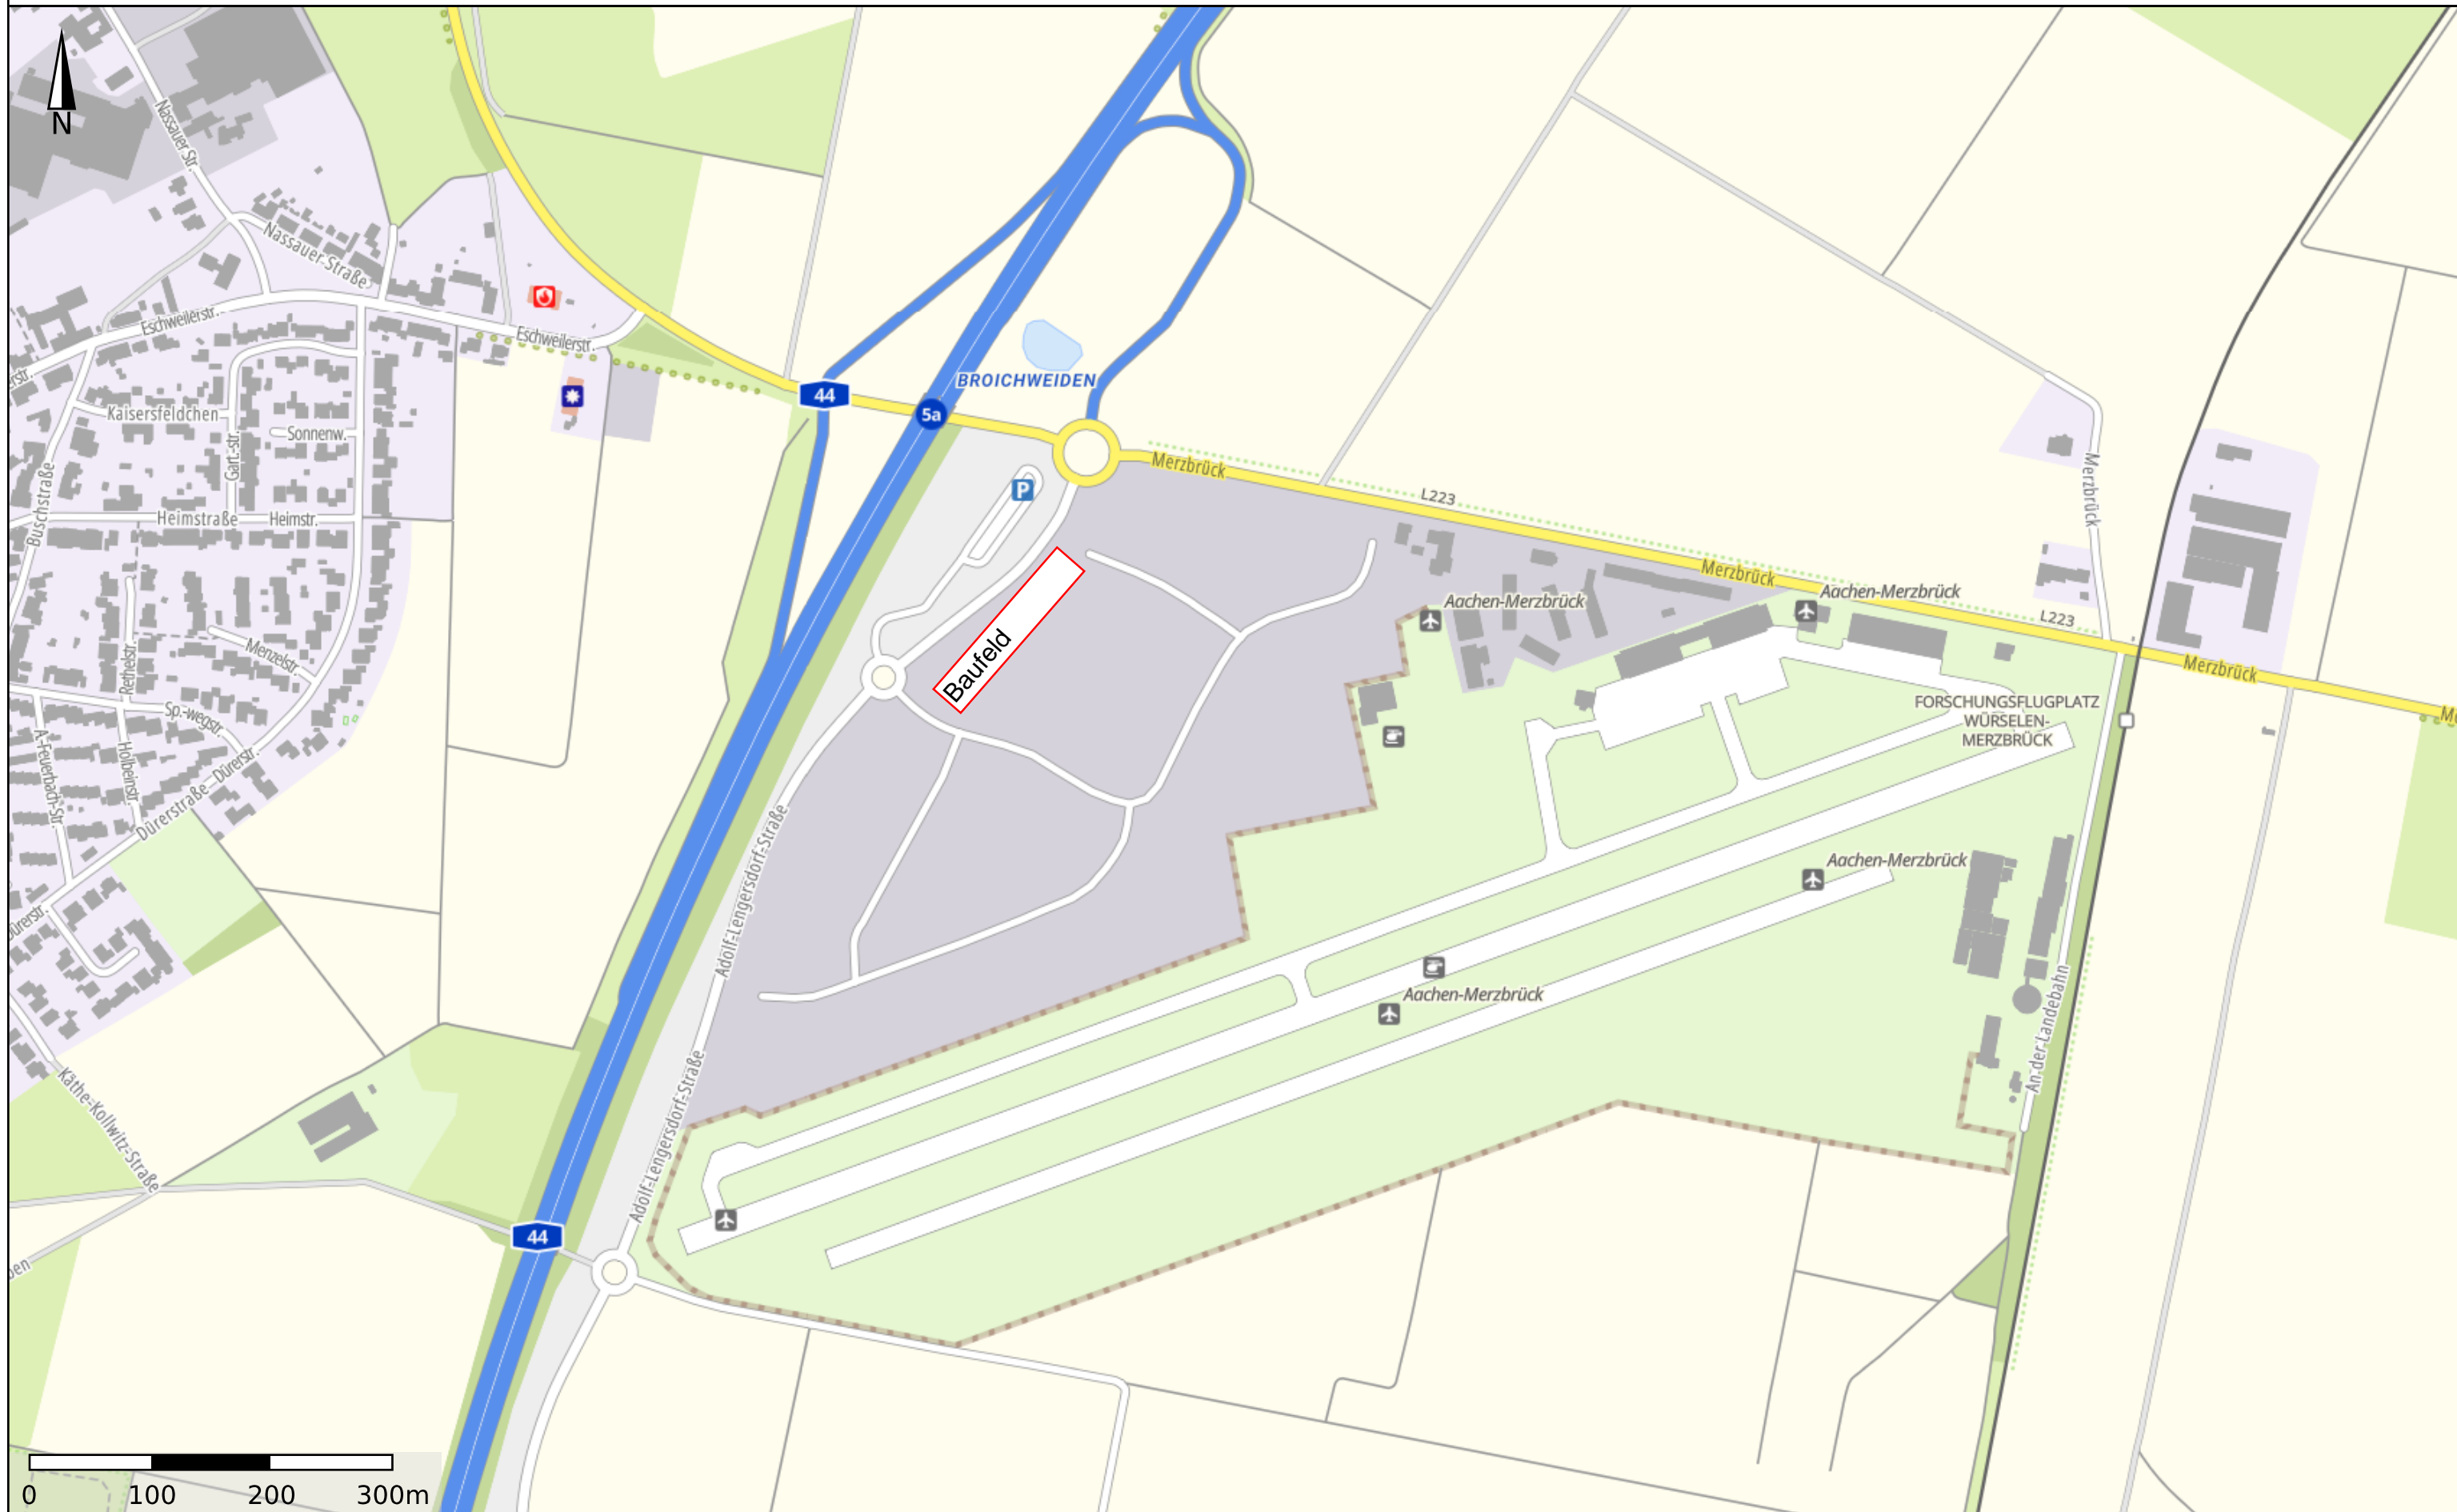 N
Nassauer Str.
Nassauer-Straße
Eschweilerstr.
Eschweilerstr.
44
5a
BROICHWEIDEN
Kaisersfeldchen
Sonnenw.
Gart.-str.
Buschstraße
Heimstraße
Heimstr.
P
Merzbrück
L223
Merzbrück
Merzbrück
Aachen-Merzbrück
Aachen-Merzbrück
L223
Merzbrück
Baufeld
Menzelstr.
Rethelstr.
Sp.-wegstr.
Holbeinstr.
A-Feuerbach-Str.
Dürerstr.
Dürerstraße
Dürerstr.
FORSCHUNGSFLUGPLATZ
WÜRSELEN-
MERZBRÜCK
Adolf-Lengersdorf-Straße
Aachen-Merzbrück
Aachen-Merzbrück
An der Landebahn
Adolf-Lengersdorf-Straße
Käthe-Kollwitz-Straße
44
0 100 200 300m